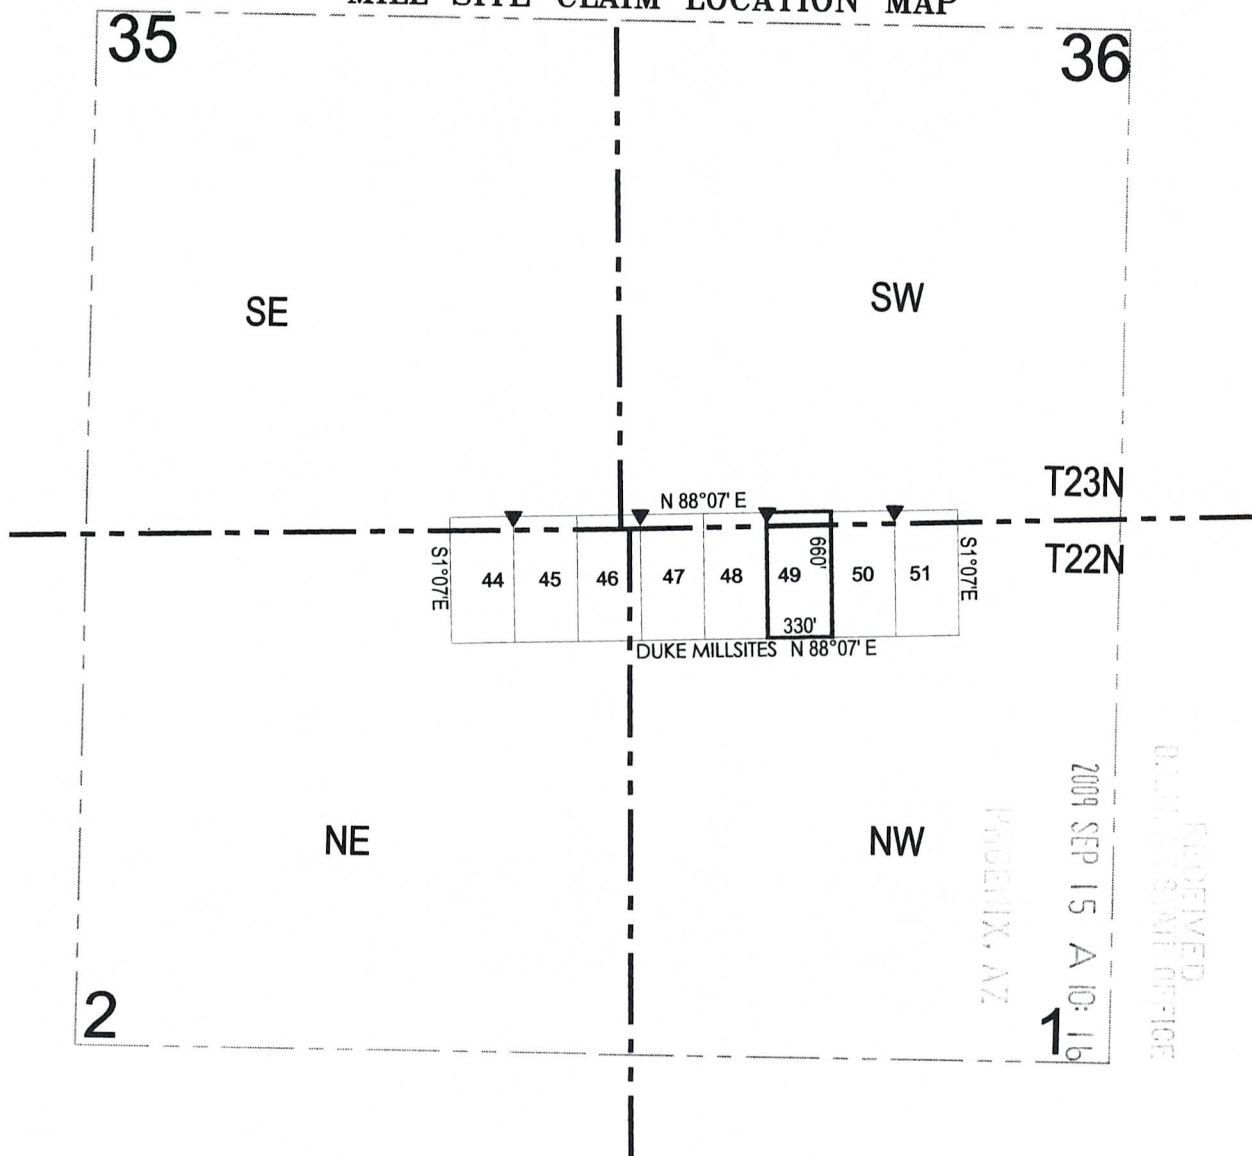 MILL SITE CLAIM LOCATION MAP
35
36
SE
SW
T23N
N 88°07' E
T22N
S1°07'E
44
45
46
47
48
49
660'
50
51
S1°07'E
330'
DUKE MILLSITES N 88°07' E
NE
NW
2
1
RECEIVED
STATE OFFICE
2009 SEP 15 A 10: 16
PHOENIX, AZ